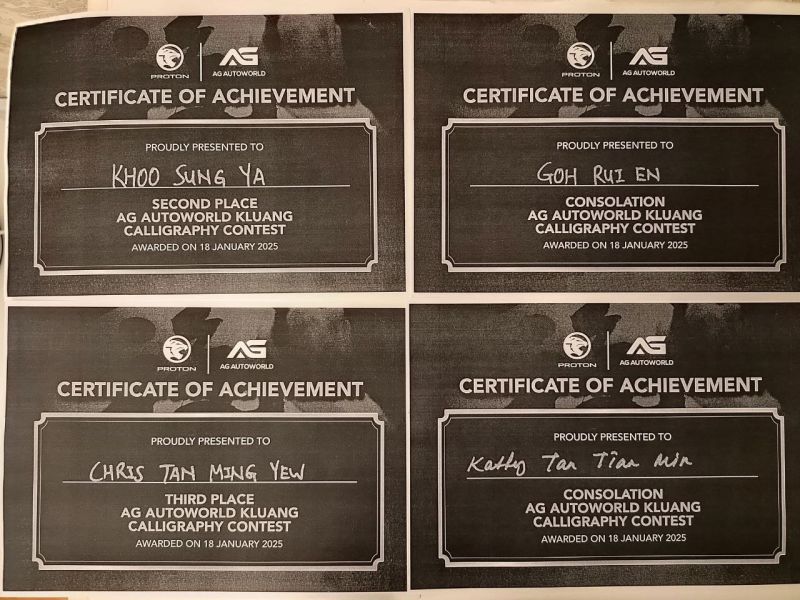 PROTON
AG AUTOWORLD
CERTIFICATE OF ACHIEVEMENT
PROUDLY PRESENTED TO
KHOO SUNG YA
SECOND PLACE
AG AUTOWORLD KLUANG
CALLIGRAPHY CONTEST
AWARDED ON 18 JANUARY 2025
PROTON
AG AUTOWORLD
CERTIFICATE OF ACHIEVEMENT
PROUDLY PRESENTED TO
GOH RUI EN
CONSOLATION
AG AUTOWORLD KLUANG
CALLIGRAPHY CONTEST
AWARDED ON 18 JANUARY 2025
PROTON
AG AUTOWORLD
CERTIFICATE OF ACHIEVEMENT
PROUDLY PRESENTED TO
CHRIS TAN MING YEW
THIRD PLACE
AG AUTOWORLD KLUANG
CALLIGRAPHY CONTEST
AWARDED ON 18 JANUARY 2025
PROTON
AG AUTOWORLD
CERTIFICATE OF ACHIEVEMENT
PROUDLY PRESENTED TO
Tan Tian Min
CONSOLATION
AG AUTOWORLD KLUANG
CALLIGRAPHY CONTEST
AWARDED ON 18 JANUARY 2025